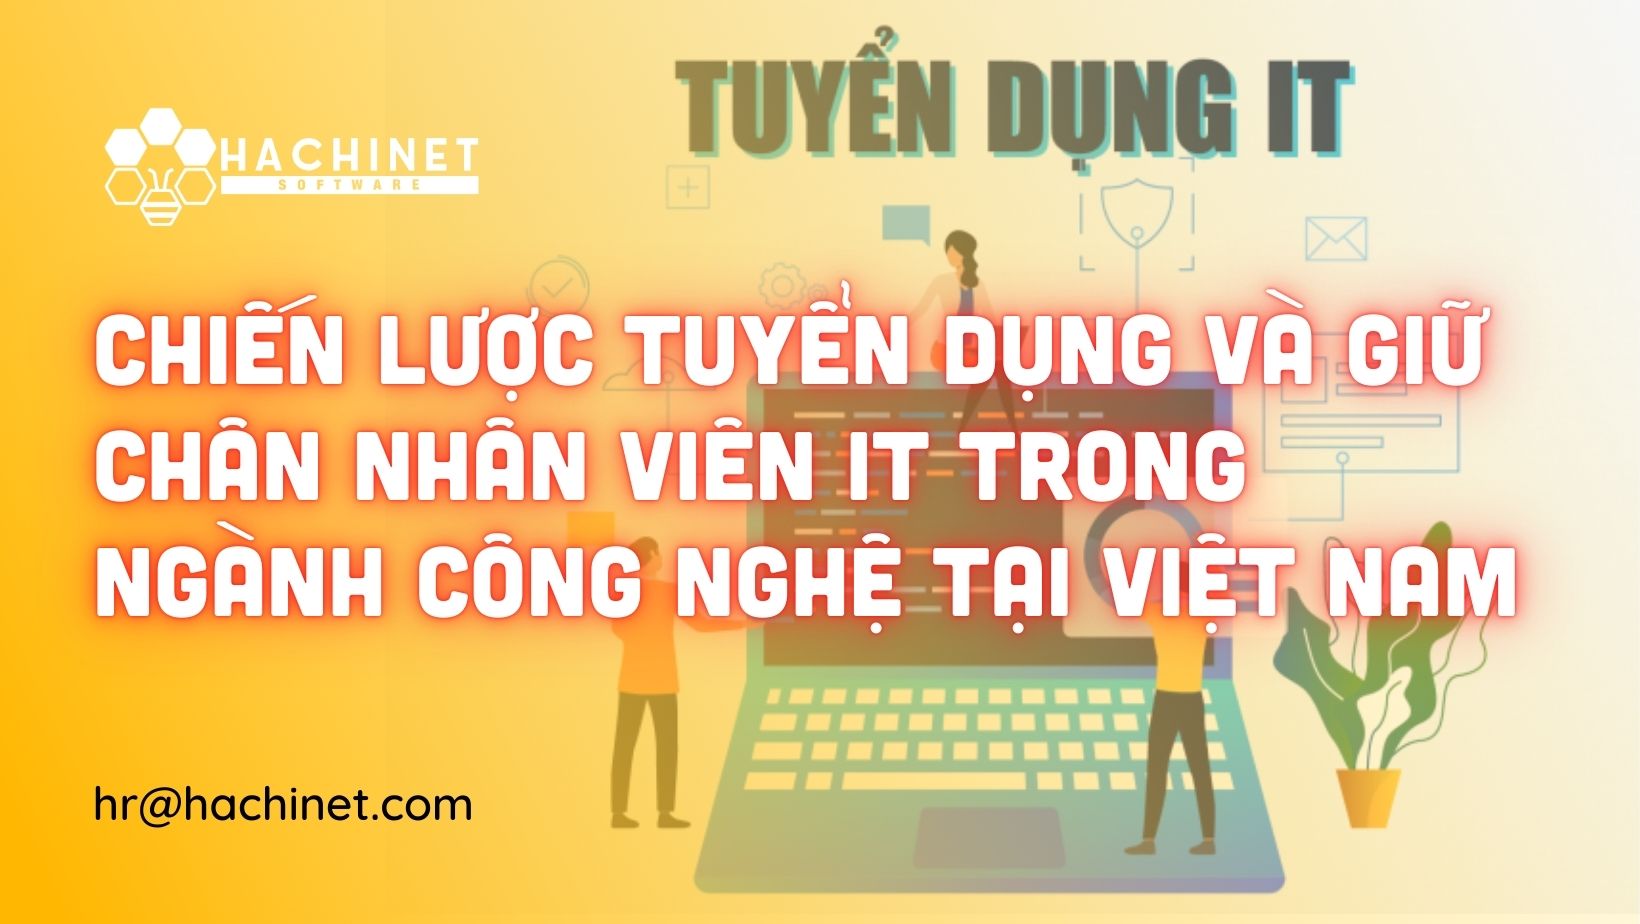 TUYỂN DỤNG IT
HACHINET
SOFTWARE
CHIẾN LƯỢC TUYỂN DỤNG VÀ GIỮ
CHÂN NHÂN VIÊN IT TRONG
NGÀNH CÔNG NGHỆ TẠI VIỆT NAM
hr@hachinet.com